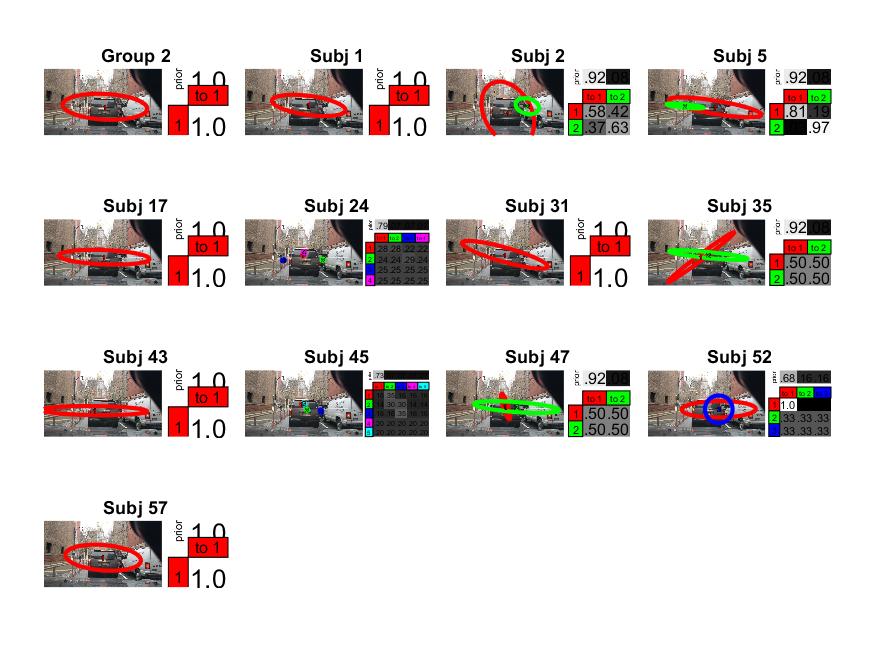 Group 2
prior 1.0
to 1
1 1.0
Subj 1
prior 1.0
to 1
1 1.0
Subj 2
prior .92 .08
to 1 to 2
1 .58 .42
2 .37 .63
Subj 5
prior .92 .08
to 1 to 2
1 .81 .19
2 .97
Subj 17
prior 1.0
to 1
1 1.0
Subj 24
.79
.28 .28 .22 .22
2 .24 .24 .29 .24
.25 .25 .25 .25
4 .25 .25 .25 .25
Subj 31
prior 1.0
to 1
1 1.0
Subj 35
prior .92 .08
to 1 to 2
1 .50 .50
2 .50 .50
Subj 43
prior 1.0
to 1
1 1.0
Subj 45
.73
Subj 47
prior .92 .08
to 1 to 2
1 .50 .50
2 .50 .50
Subj 52
prior .68 .16 .16
to 1 to 2
1.0
2 .33 .33 .33
.33 .33 .33
Subj 57
prior 1.0
to 1
1 1.0